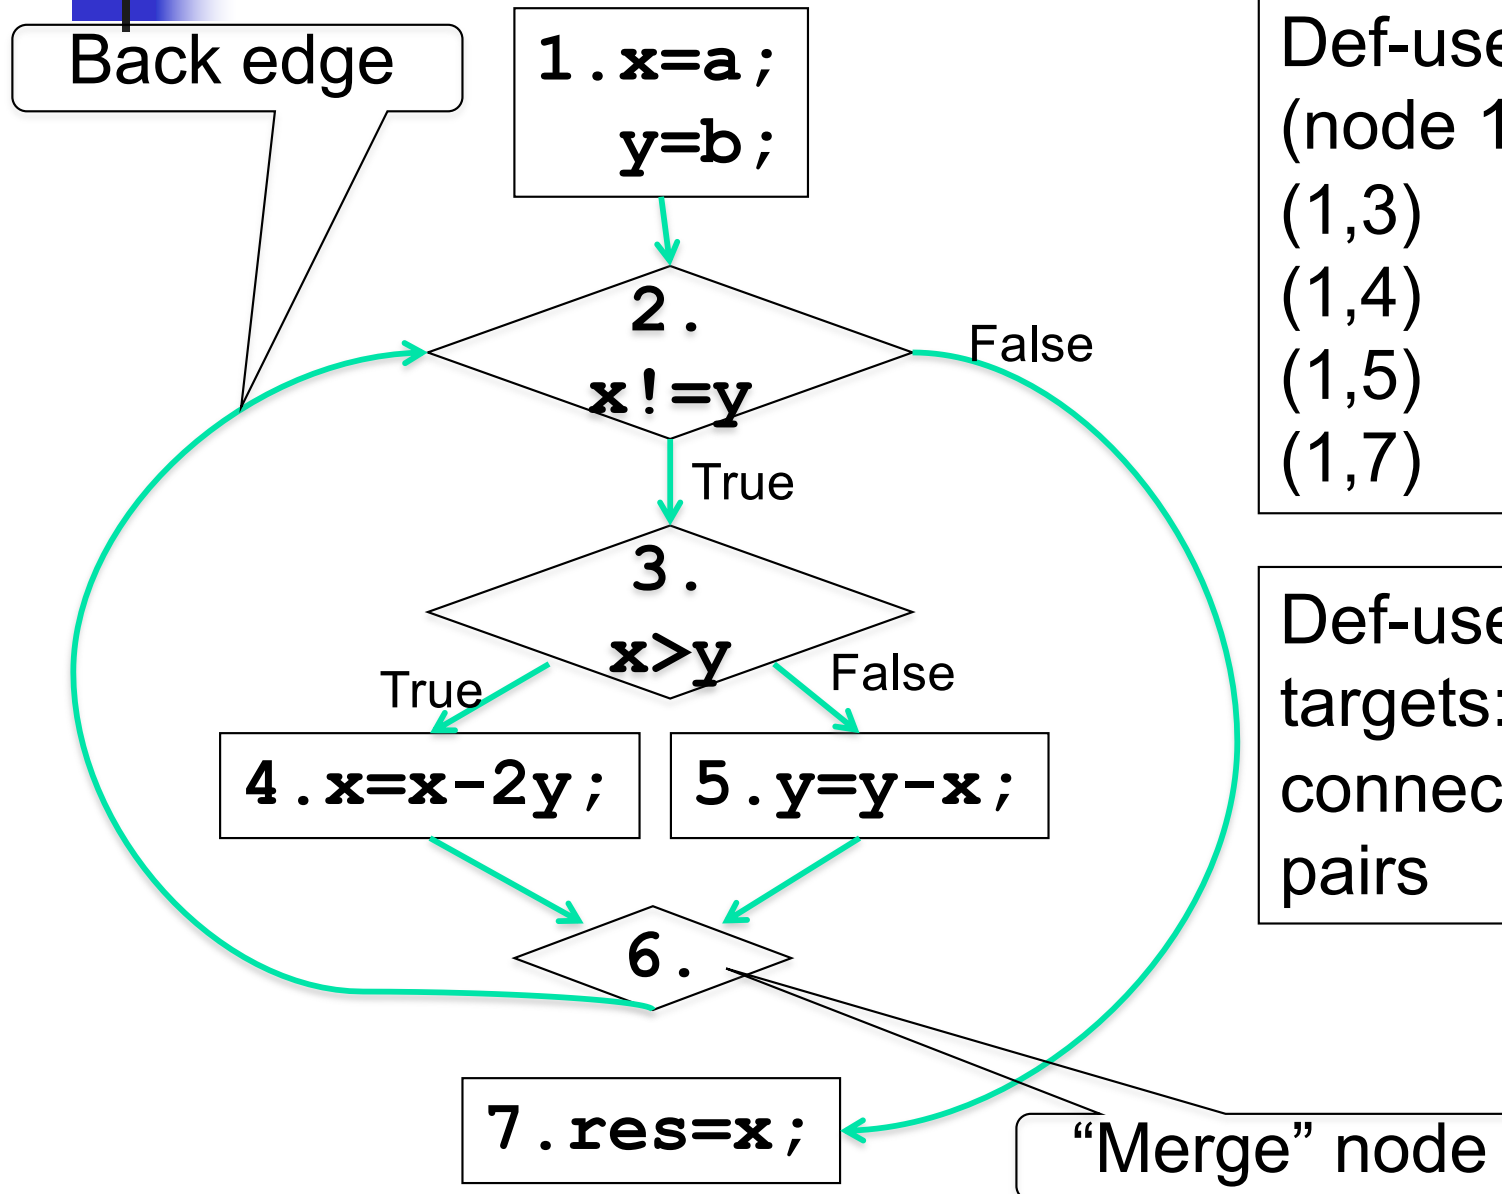 Back edge
1.x=a;
y=b;
2.
x!=y
False
True
3.
x>y
True
False
4.x=x-2y;
5.y=y-x;
6.
7.res=x;
"Merge" node
Def-use
(node 1
(1,3)
(1,4)
(1,5)
(1,7)
Def-use
targets:
connec
pairs